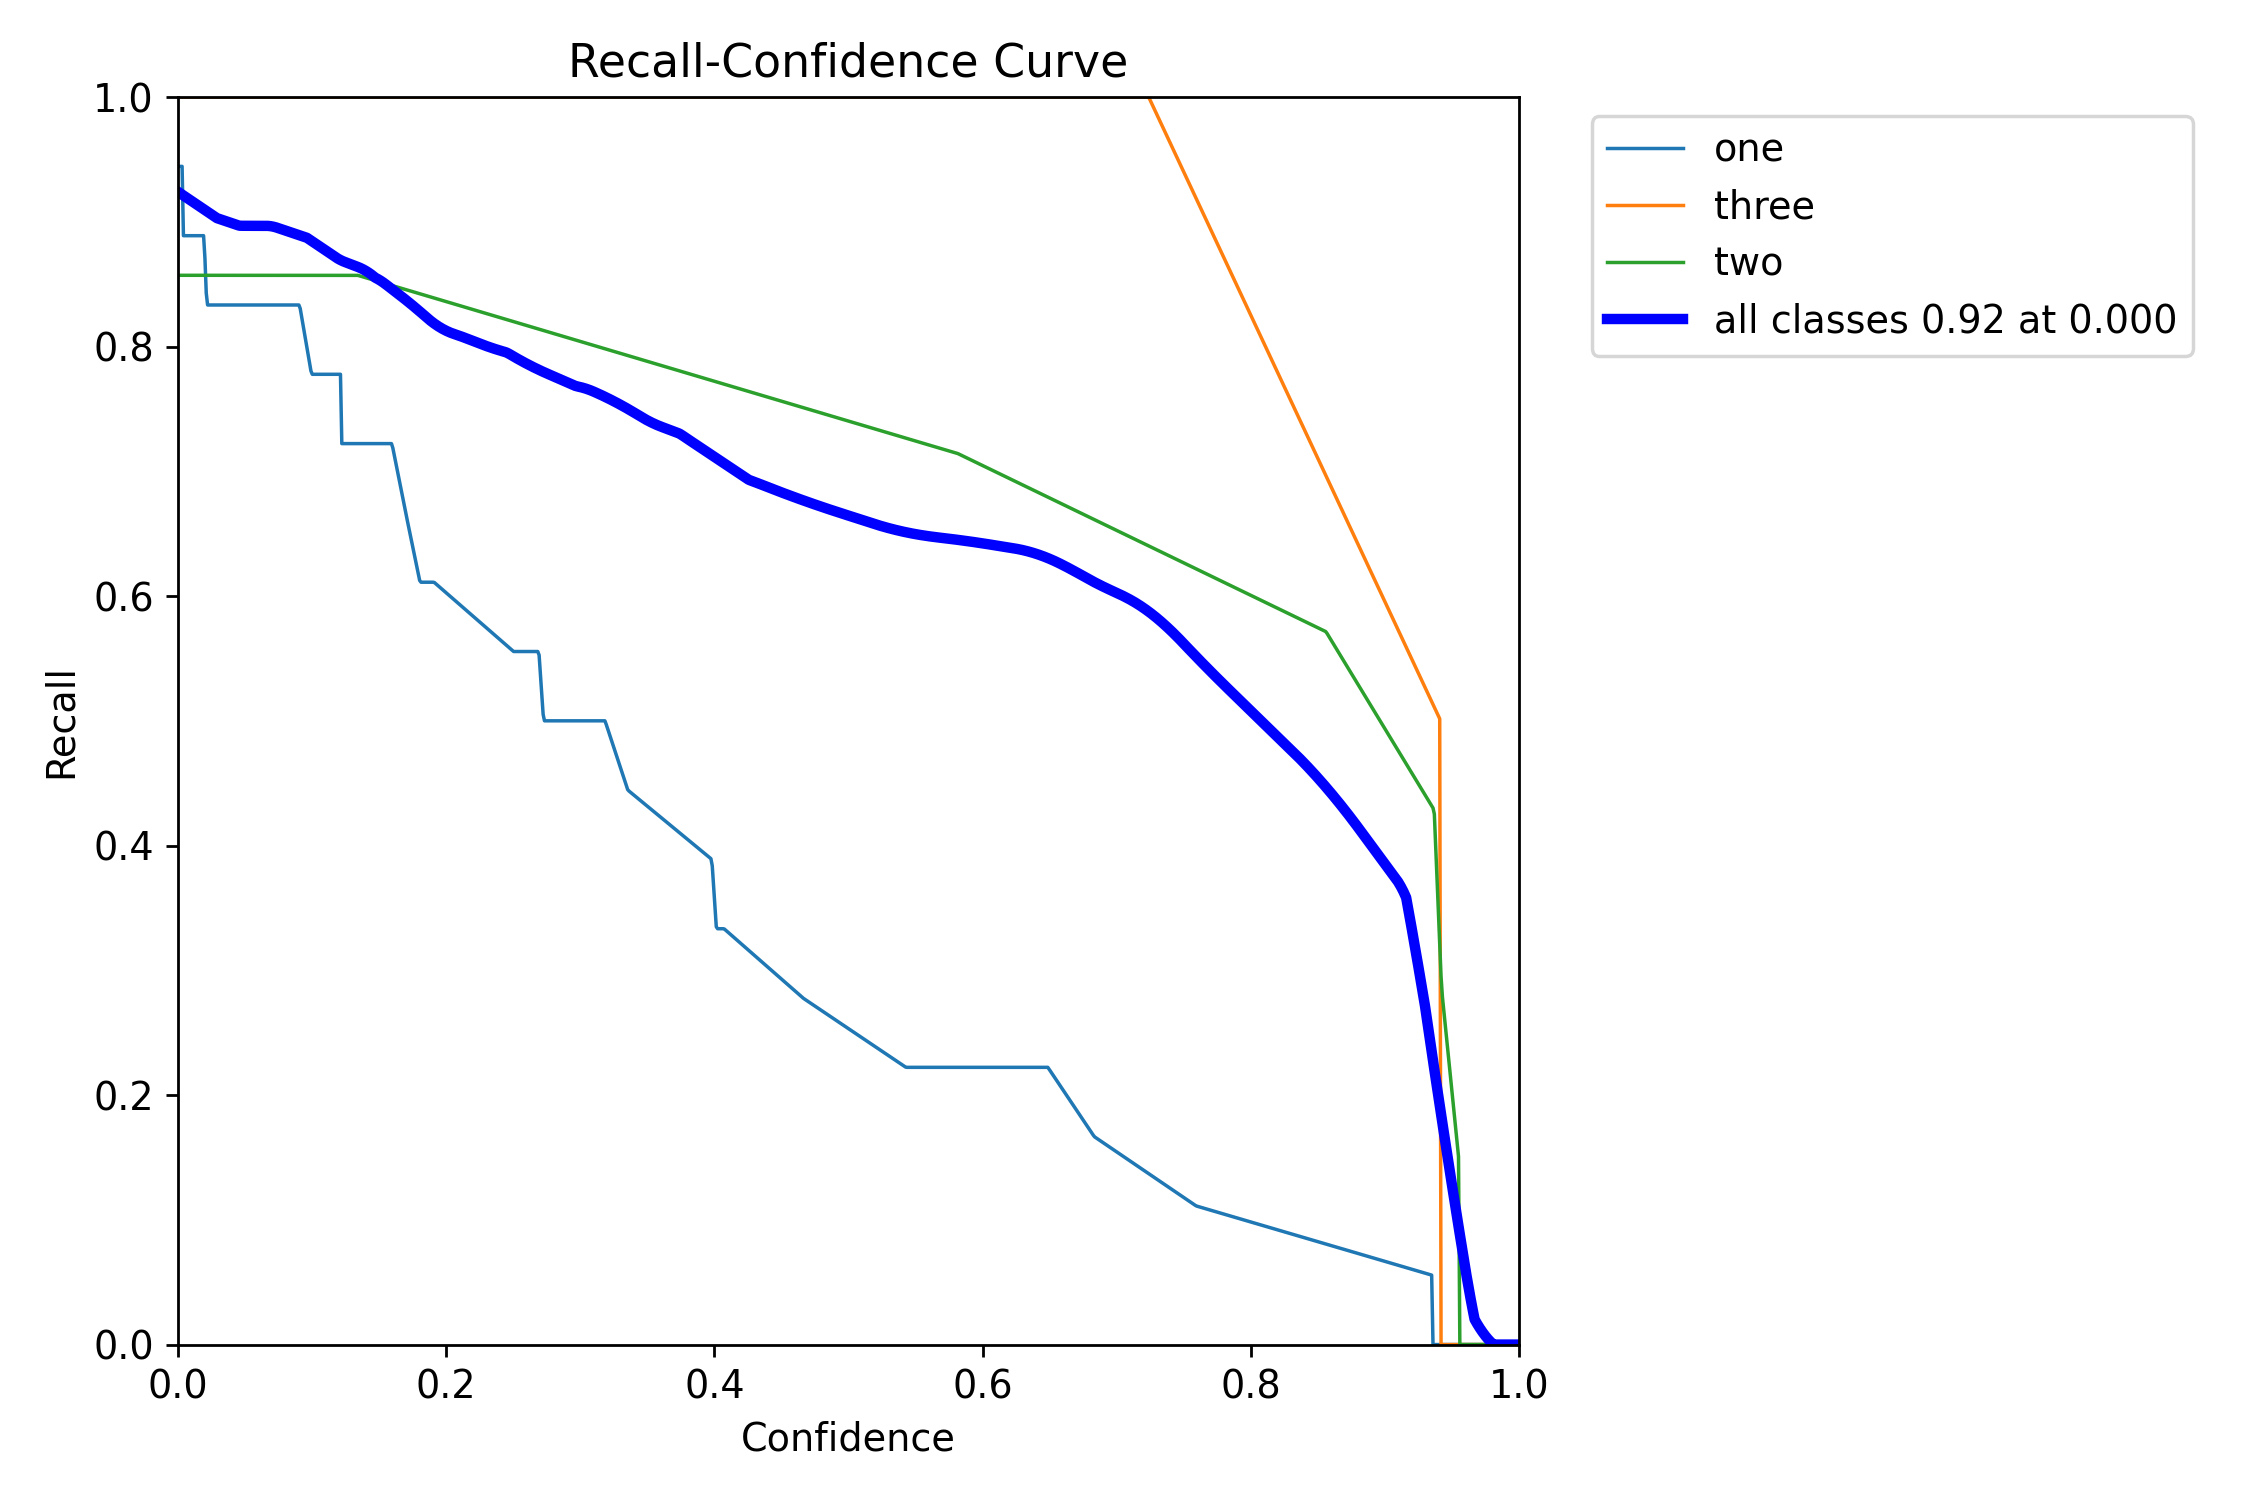 Recall-Confidence Curve
1.0
0.8
0.6
0.4
0.2
0.0
Recall
0.0 0.2 0.4 0.6 0.8 1.0
Confidence
one
three
two
all classes 0.92 at 0.000